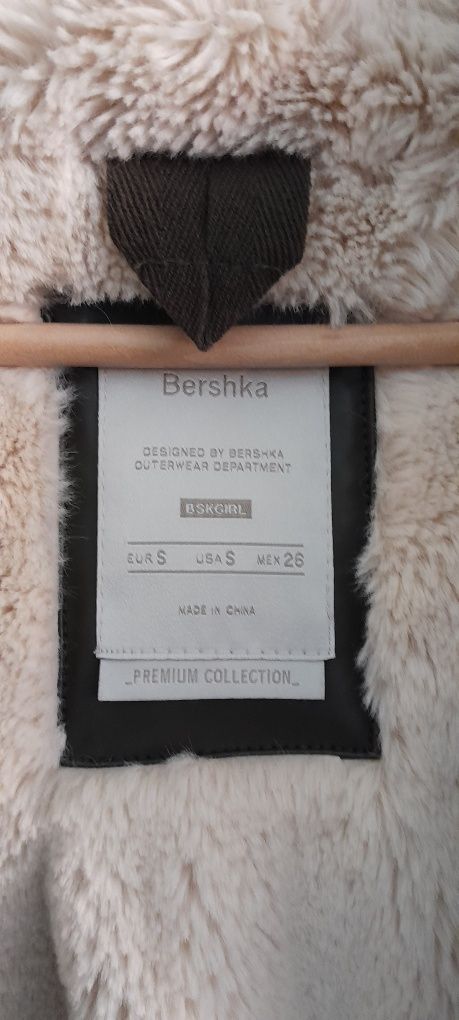 Bershka
DESIGNED BY BERSHKA
OUTERWEAR DEPARTMENT
BSKGIRL
EUR S USA S MEX 26
MADE IN CHINA
_PREMIUM COLLECTION_